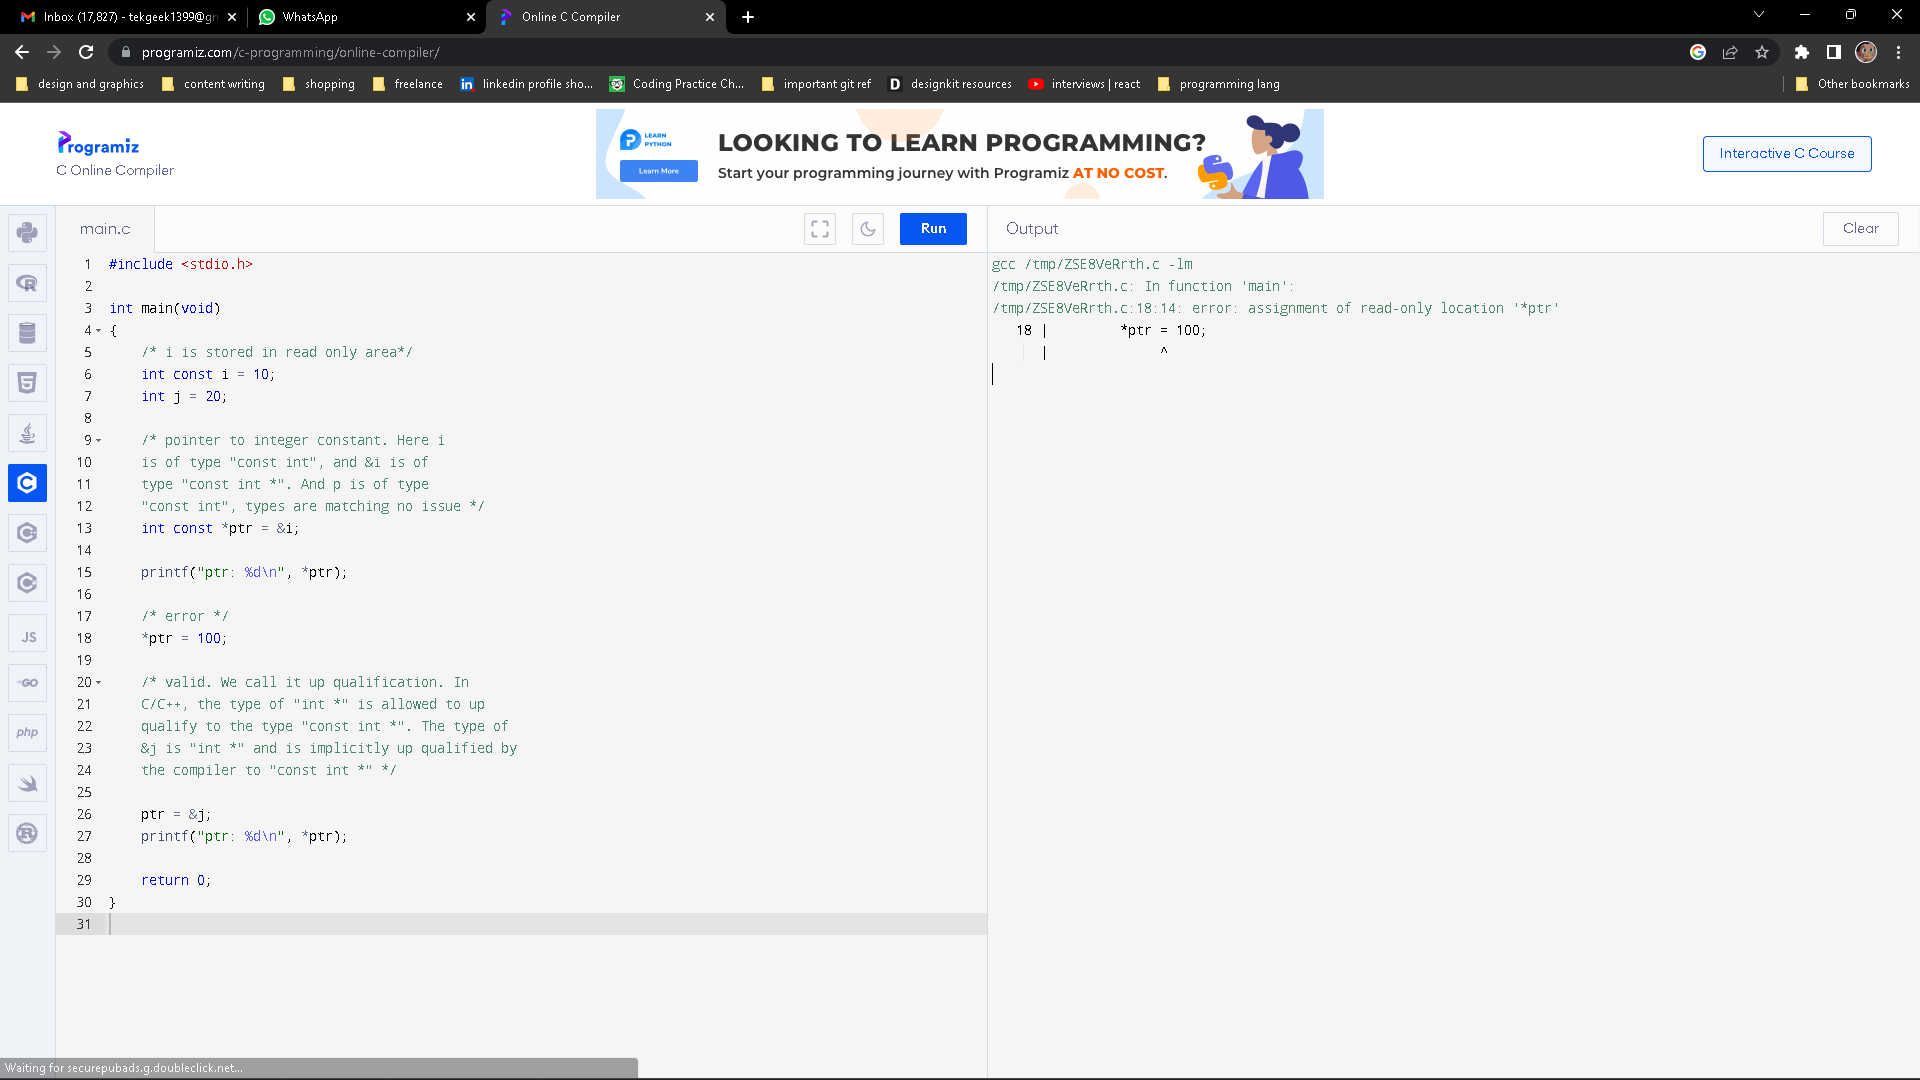 Inbox (17,827) - tekgeek1399@gm
WhatsApp
Online C Compiler
programiz.com/c-programming/online-compiler/
design and graphics
content writing
shopping
freelance
linkedin profile sho...
Coding Practice Ch...
important git ref
designkit resources
interviews | react
programming lang
Other bookmarks
Programiz
C Online Compiler
LEARN
PYTHON
Learn More
LOOKING TO LEARN PROGRAMMING?
Start your programming journey with Programiz AT NO COST.
Interactive C Course
main.c
Run
Output
Clear
JS
GO
php
1 #include <stdio.h>
2
3 int main(void)
4 {
5 /* i is stored in read only area*/
6 int const i = 10;
7 int j = 20;
8
9 /* pointer to integer constant. Here i
10 is of type "const int", and &i is of
11 type "const int *". And p is of type
12 "const int", types are matching no issue */
13 int const *ptr = &i;
14
15 printf("ptr: %d\n", *ptr);
16
17 /* error */
18 *ptr = 100;
19
20 /* valid. We call it up qualification. In
21 C/C++, the type of "int *" is allowed to up
22 qualify to the type "const int *". The type of
23 &j is "int *" and is implicitly up qualified by
24 the compiler to "const int *" */
25
26 ptr = &j;
27 printf("ptr: %d\n", *ptr);
28
29 return 0;
30 }
31
gcc /tmp/ZSE8VeRrth.c -lm
/tmp/ZSE8VeRrth.c: In function 'main':
/tmp/ZSE8VeRrth.c:18:14: error: assignment of read-only location '*ptr'
18 | *ptr = 100;
| ^
Waiting for securepubads.g.doubleclick.net...